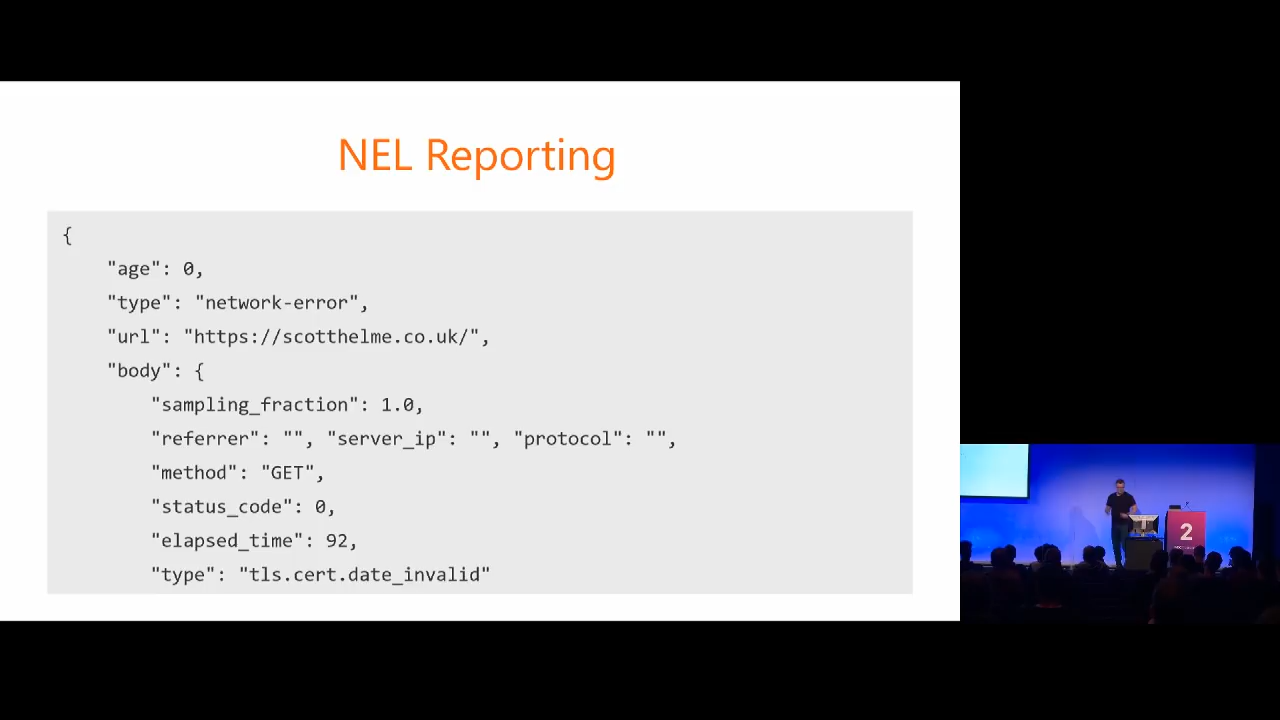 NEL Reporting
{
"age": 0,
"type": "network-error",
"url": "https://scotthelme.co.uk/",
"body": {
"sampling_fraction": 1.0,
"referrer": "", "server_ip": "", "protocol": "",
"method": "GET",
"status_code": 0,
"elapsed_time": 92,
"type": "tls.cert.date_invalid"
2